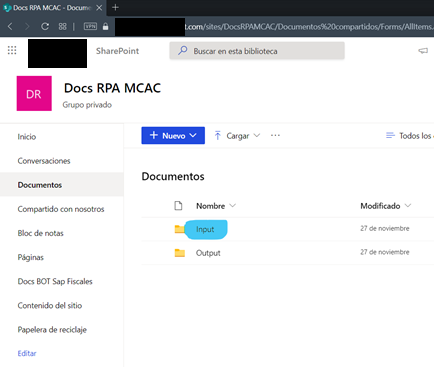 Docs RPA MCAC - Docume
VPN
.com/sites/DocsRPAMCAC/Documentos%20compartidos/Forms/AllItems.
SharePoint
Buscar en esta biblioteca
DR
Docs RPA MCAC
Grupo privado
Inicio
Conversaciones
Documentos
Compartido con nosotros
Bloc de notas
Páginas
Docs BOT Sap Fiscales
Contenido del sitio
Papelera de reciclaje
Editar
+ Nuevo
Cargar
...
Todos los
Documentos
Nombre
Modificado
Input
27 de noviembre
Output
27 de noviembre